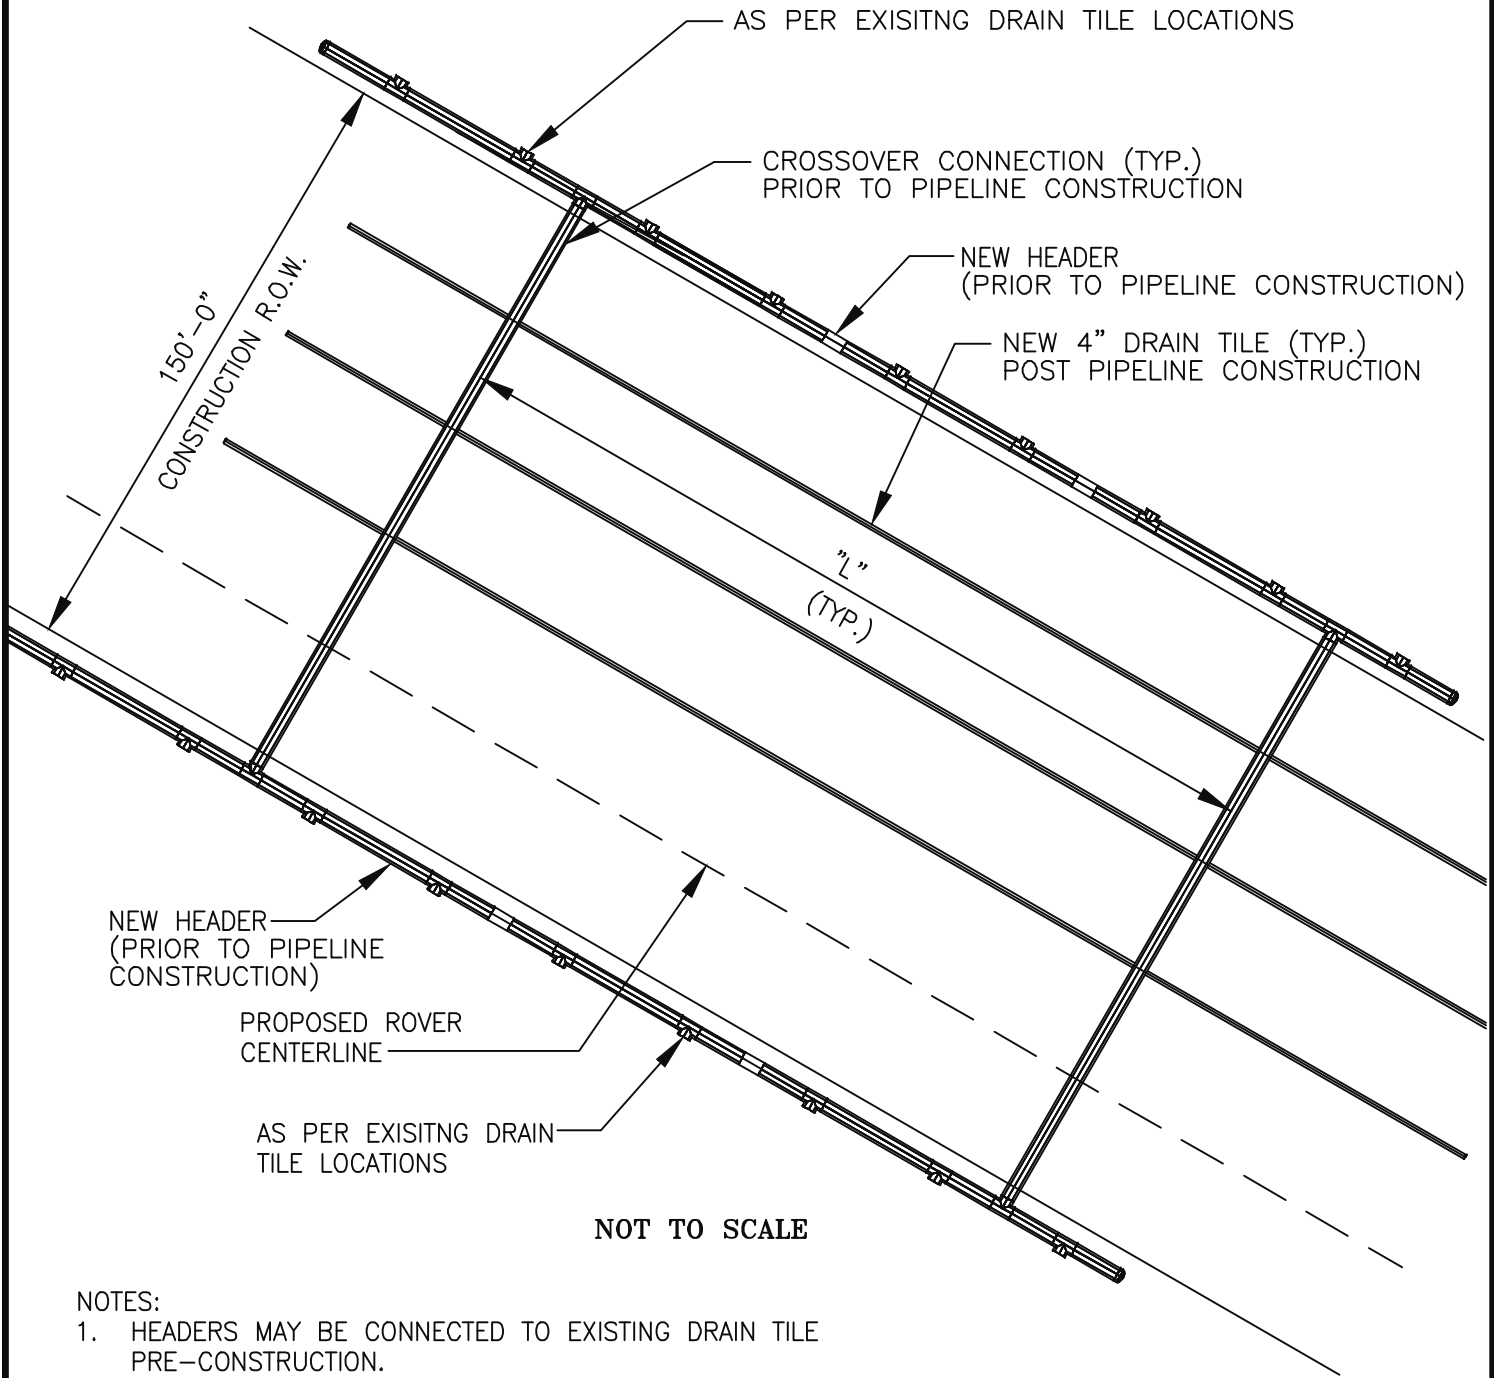 AS PER EXISITNG DRAIN TILE LOCATIONS
CROSSOVER CONNECTION (TYP.)
PRIOR TO PIPELINE CONSTRUCTION
NEW HEADER
(PRIOR TO PIPELINE CONSTRUCTION)
NEW 4” DRAIN TILE (TYP.)
POST PIPELINE CONSTRUCTION
150’-0”
CONSTRUCTION R.O.W.
”L”
(TYP.)
NEW HEADER
(PRIOR TO PIPELINE
CONSTRUCTION)
PROPOSED ROVER
CENTERLINE
AS PER EXISITNG DRAIN
TILE LOCATIONS
NOT TO SCALE
NOTES:
1. HEADERS MAY BE CONNECTED TO EXISTING DRAIN TILE
PRE-CONSTRUCTION.